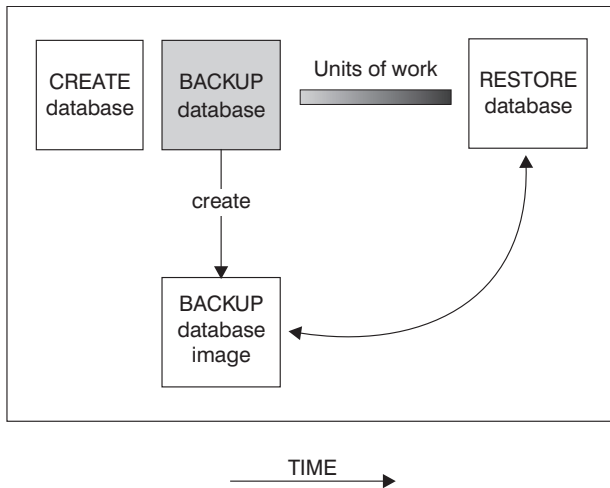 CREATE
database
BACKUP
database
Units of work
RESTORE
database
create
BACKUP
database
image
TIME